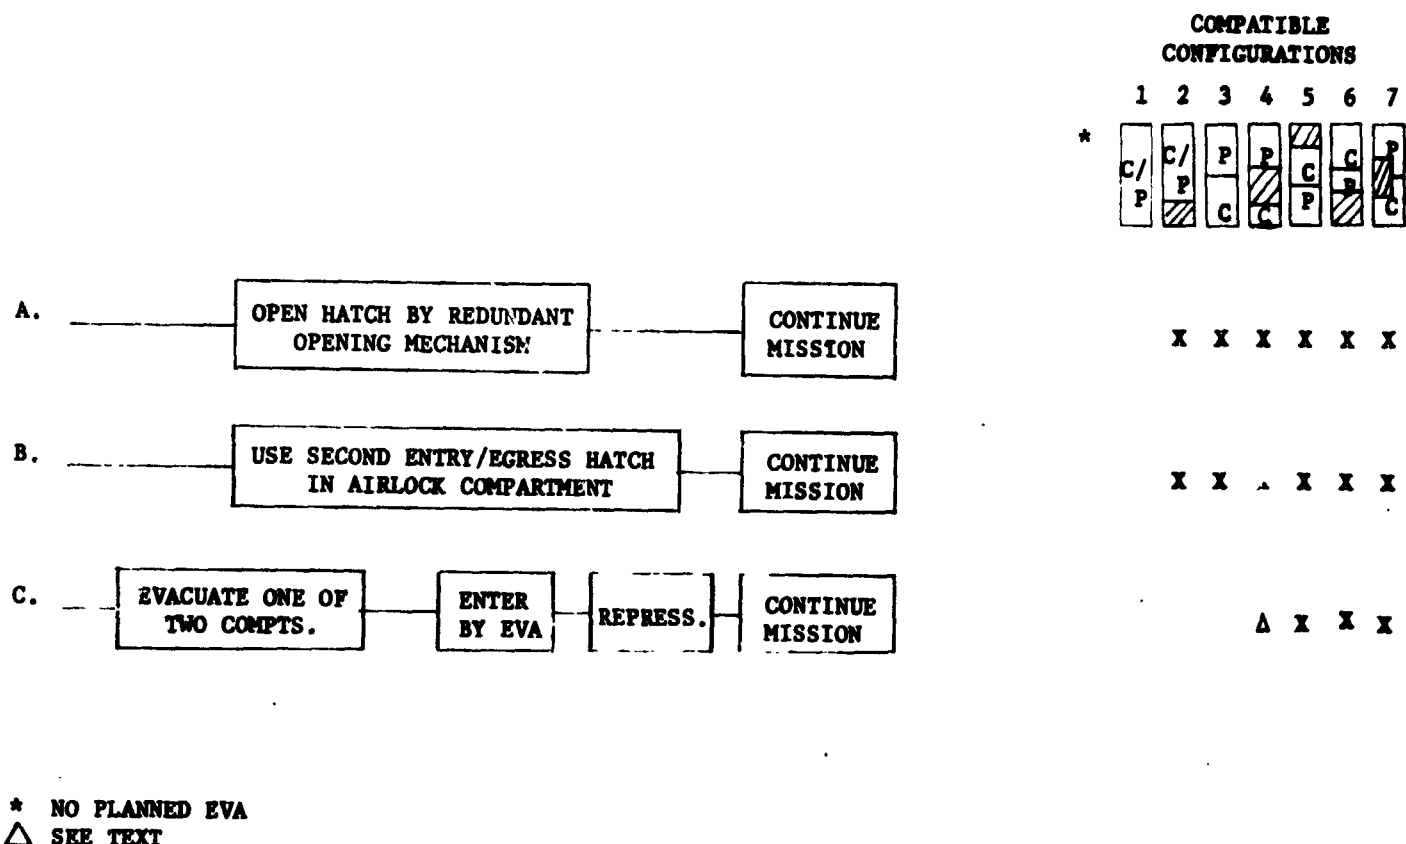 COMPATIBLE
CONFIGURATIONS
1 2 3 4 5 6 7
*
C/ P C/ P P C P C C P C P P C
A. OPEN HATCH BY REDUNDANT OPENING MECHANISM CONTINUE MISSION X X X X X X
B. USE SECOND ENTRY/EGRESS HATCH IN AIRLOCK COMPARTMENT CONTINUE MISSION X X X X X
C. EVACUATE ONE OF TWO COMPTS. ENTER BY EVA REPRESS. CONTINUE MISSION Δ X X X
* NO PLANNED EVA
△ SEE TEXT